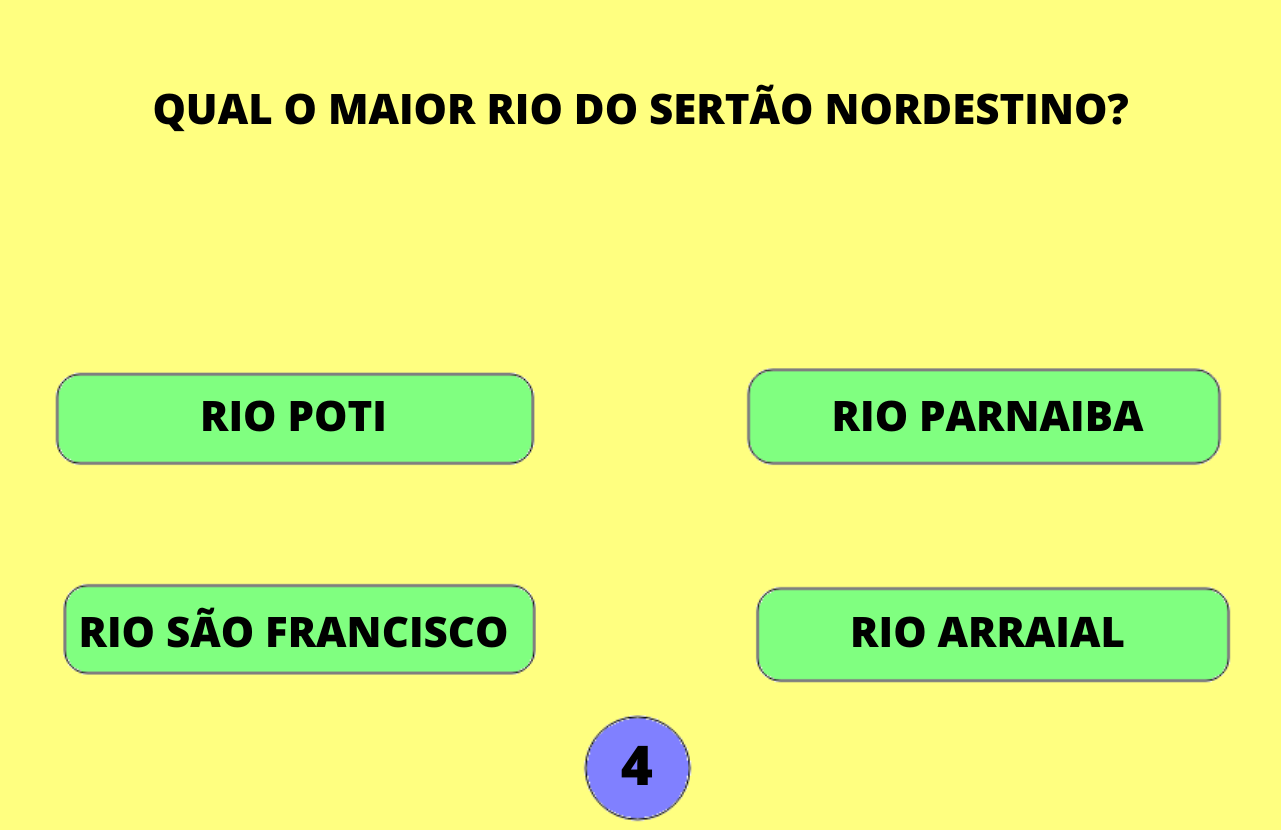 QUAL O MAIOR RIO DO SERTÃO NORDESTINO?
RIO POTI
RIO PARNAIBA
RIO SÃO FRANCISCO
RIO ARRAIAL
4